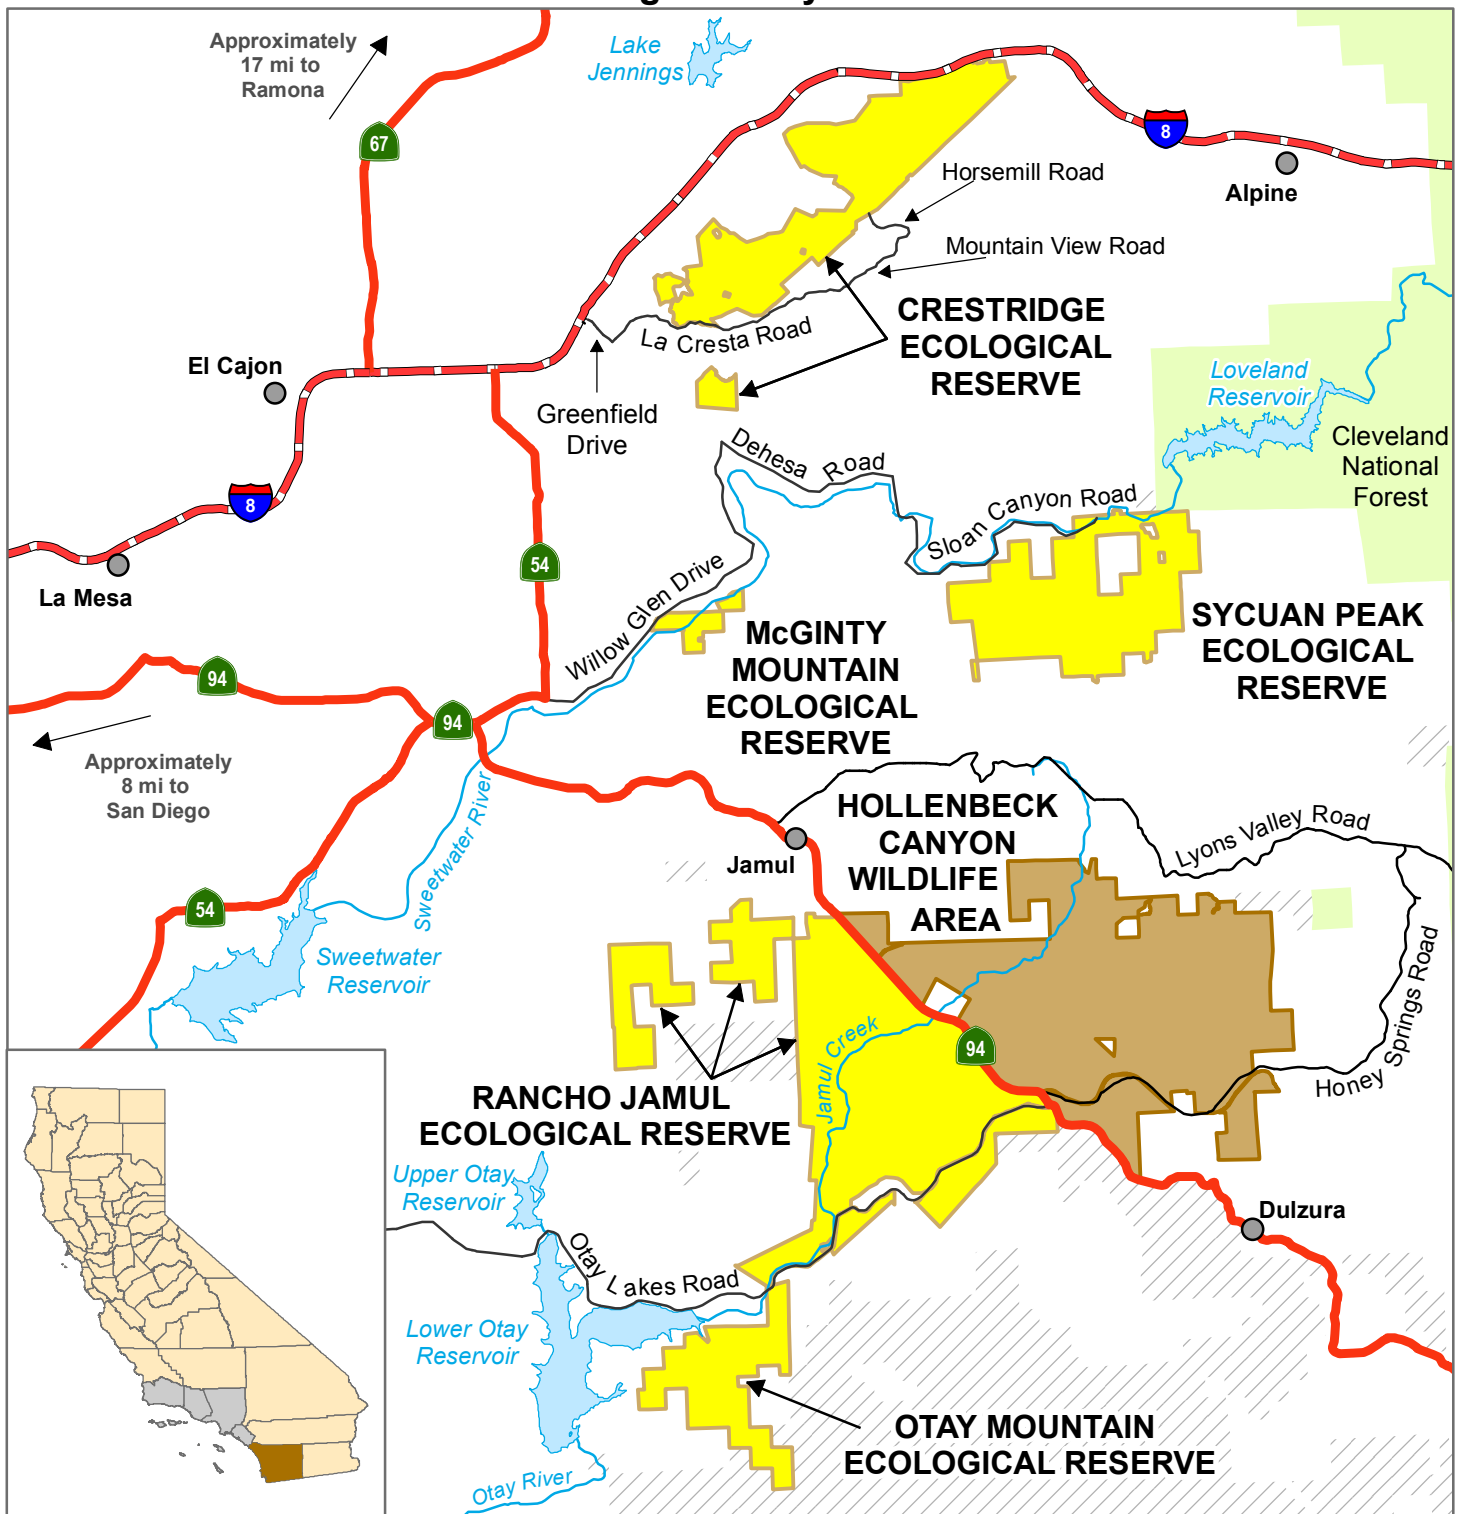 Approximately
17 mi to
Ramona
Lake
Jennings
67
8
Alpine
Horsemill Road
Mountain View Road
CRESTRIDGE
ECOLOGICAL
RESERVE
La Cresta Road
El Cajon
Greenfield
Drive
Loveland
Reservoir
Cleveland
National
Forest
Dehesa Road
8
Sloan Canyon Road
54
La Mesa
Willow Glen Drive
McGINTY
MOUNTAIN
ECOLOGICAL
RESERVE
SYCUAN PEAK
ECOLOGICAL
RESERVE
94
94
Approximately
8 mi to
San Diego
Sweetwater River
HOLLENBECK
CANYON
WILDLIFE
AREA
Lyons Valley Road
Jamul
54
Sweetwater
Reservoir
Honey Springs Road
Jamul Creek
94
RANCHO JAMUL
ECOLOGICAL RESERVE
Upper Otay
Reservoir
Dulzura
Otay Lakes Road
Lower Otay
Reservoir
OTAY MOUNTAIN
ECOLOGICAL RESERVE
Otay River